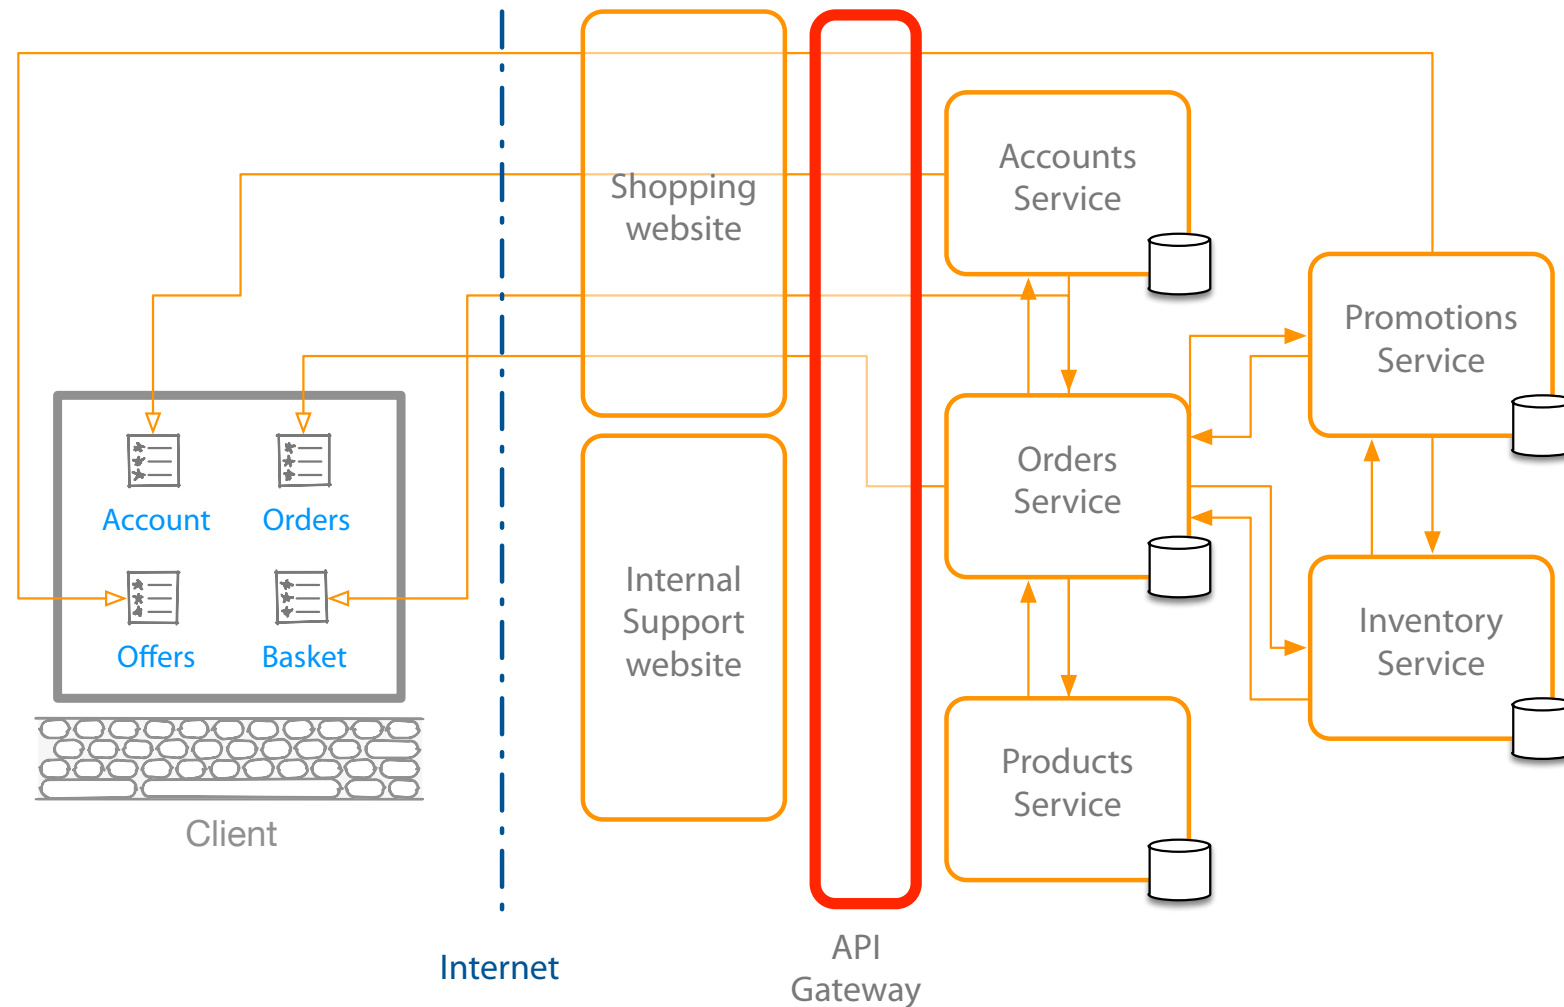 Shopping
website
Accounts
Service
Promotions
Service
Account
Orders
Offers
Basket
Orders
Service
Internal
Support
website
Inventory
Service
Products
Service
Client
Internet
API
Gateway